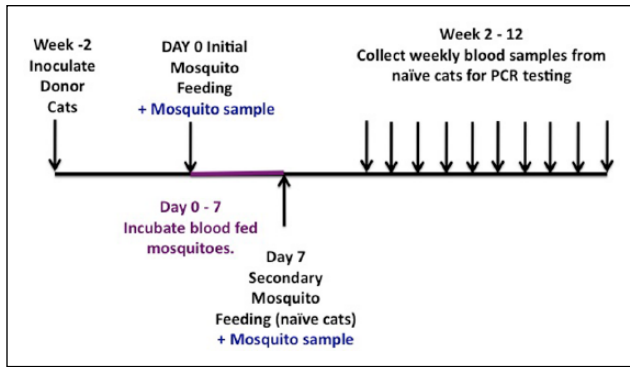 Week -2
Inoculate
Donor
Cats
DAY 0 Initial
Mosquito
Feeding
+ Mosquito sample
Week 2 - 12
Collect weekly blood samples from
naïve cats for PCR testing
Day 0 - 7
Incubate blood fed
mosquitoes.
Day 7
Secondary
Mosquito
Feeding (naïve cats)
+ Mosquito sample